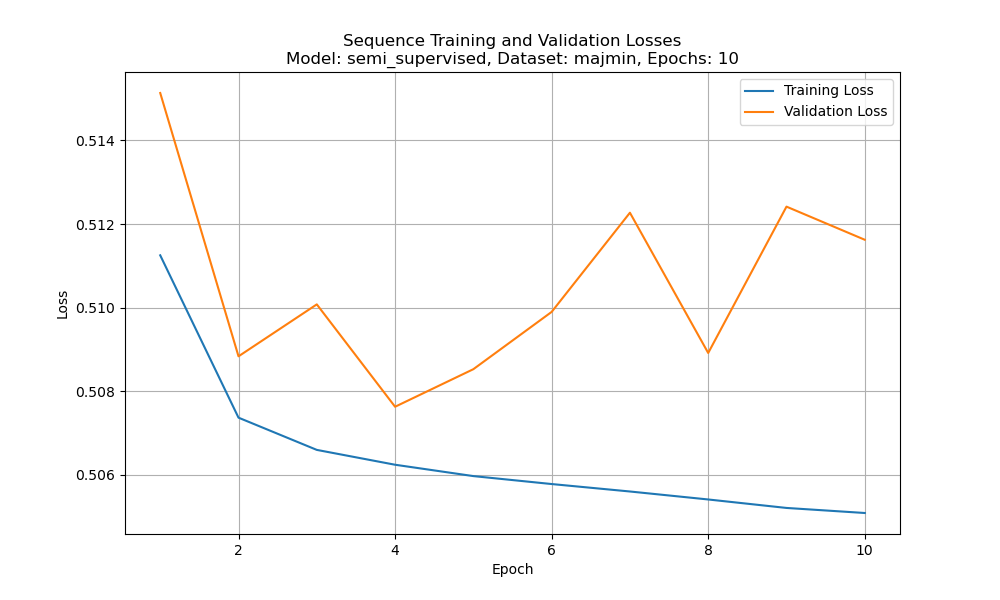 Sequence Training and Validation Losses
Model: semi_supervised, Dataset: majmin, Epochs: 10
Training Loss
Validation Loss
0.514
0.512
0.510
0.508
0.506
Loss
2 4 6 8 10
Epoch